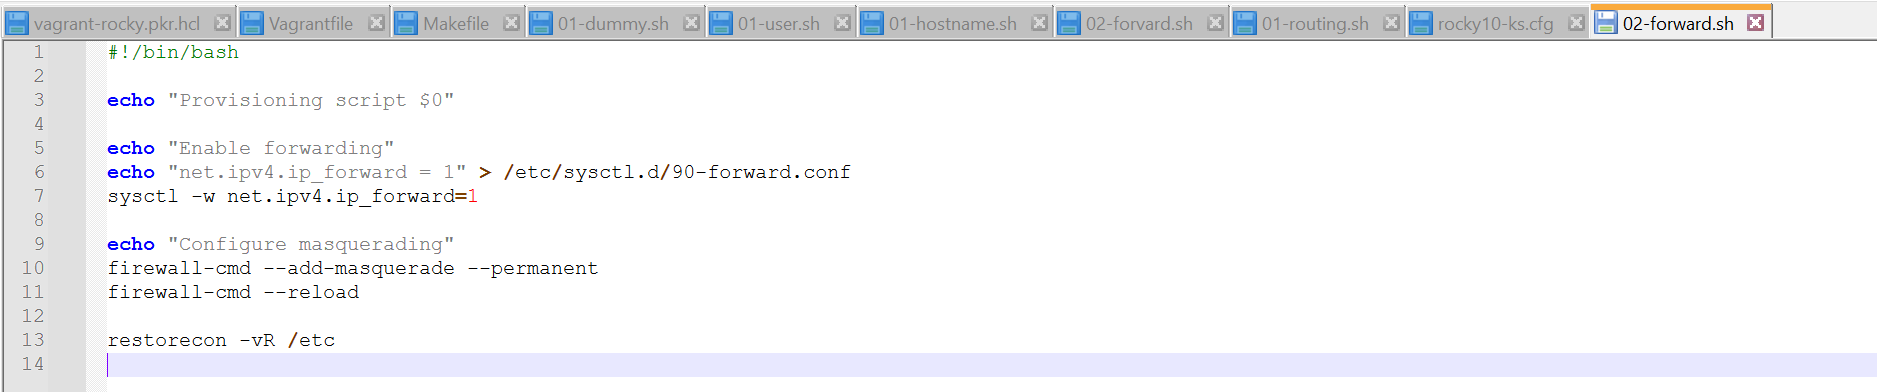 vagrant-rocky.pkr.hcl Vagrantfile Makefile 01-dummy.sh 01-user.sh 01-hostname.sh 02-forvard.sh 01-routing.sh rocky10-ks.cfg 02-forward.sh
1 #!/bin/bash
2
3 echo "Provisioning script $0"
4
5 echo "Enable forwarding"
6 echo "net.ipv4.ip_forward = 1" > /etc/sysctl.d/90-forward.conf
7 sysctl -w net.ipv4.ip_forward=1
8
9 echo "Configure masquerading"
10 firewall-cmd --add-masquerade --permanent
11 firewall-cmd --reload
12
13 restorecon -vR /etc
14